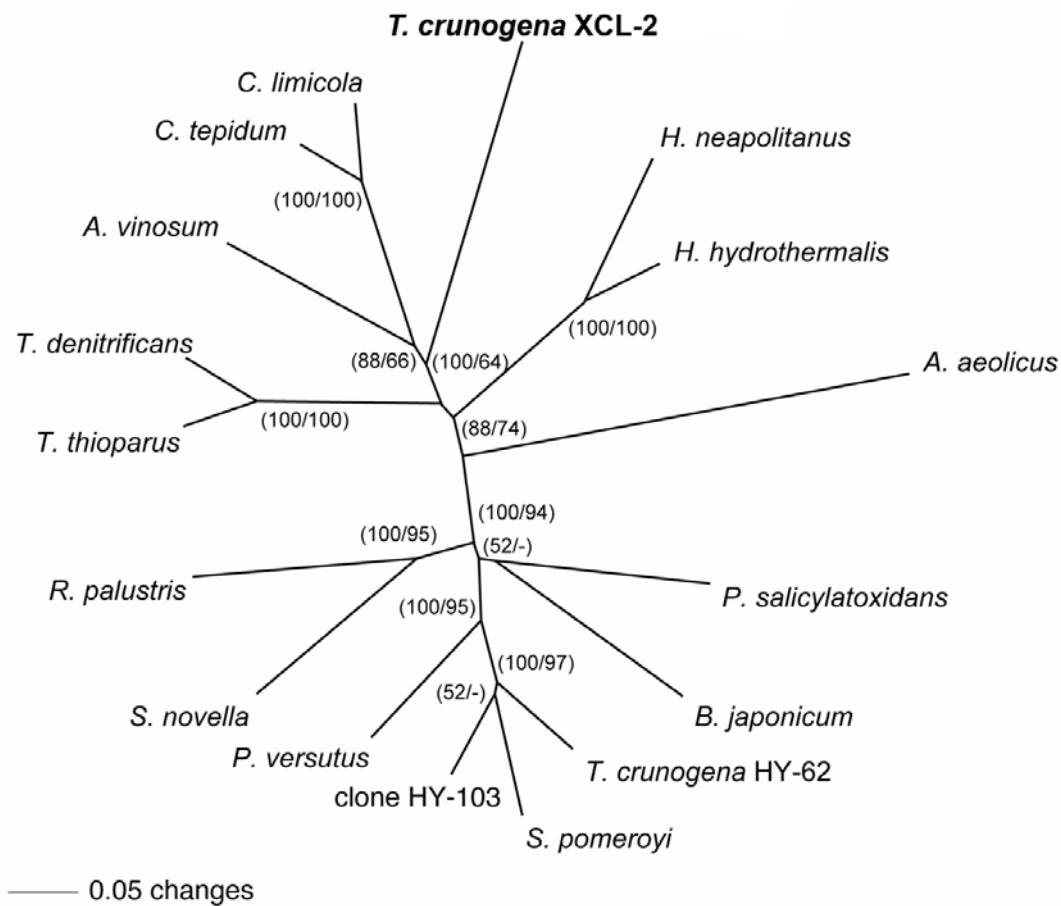 T. crunogena XCL-2
C. limicola
C. tepidum
H. neapolitanus
(100/100)
A. vinosum
H. hydrothermalis
(100/100)
T. denitrificans
(88/66)
(100/64)
A. aeolicus
(100/100)
T. thioparus
(88/74)
(100/94)
(100/95)
(52/-)
R. palustris
P. salicylatoxidans
(100/95)
(100/97)
(52/-)
S. novella
B. japonicum
P. versutus
T. crunogena HY-62
clone HY-103
S. pomeroyi
0.05 changes